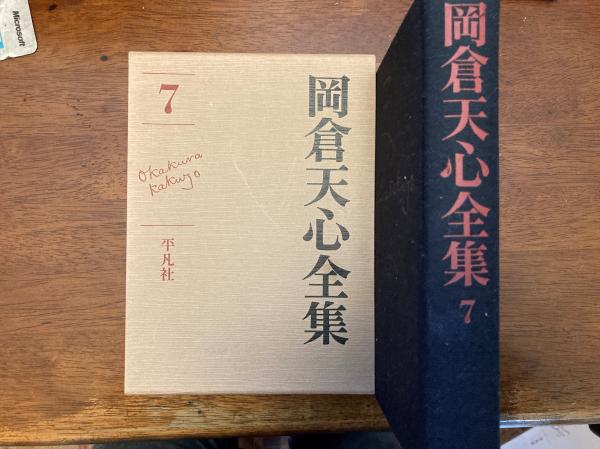 Microsoft
7
Okakura
Kakuzo
平凡社
岡倉天心全集
岡倉天心全集 7